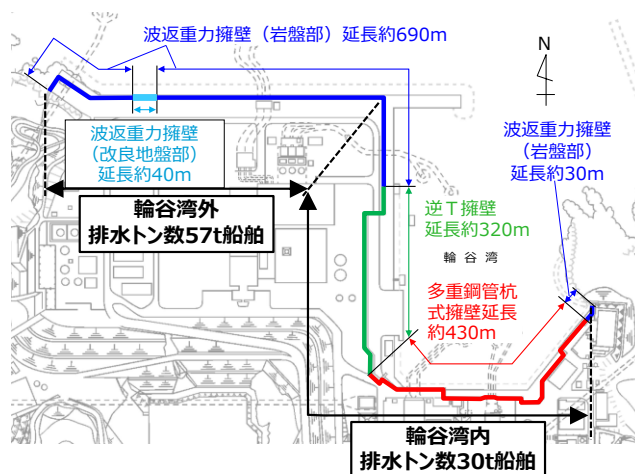 波返重力擁壁（岩盤部）延長約690m
N
波返重力擁壁
（改良地盤部）
延長約40m
波返重力擁壁
（岩盤部）
延長約30m
輪谷湾外
排水トン数57t船舶
逆Ｔ擁壁
延長約320m
輪谷湾
多重鋼管杭
式擁壁延長
約430m
輪谷湾内
排水トン数30t船舶